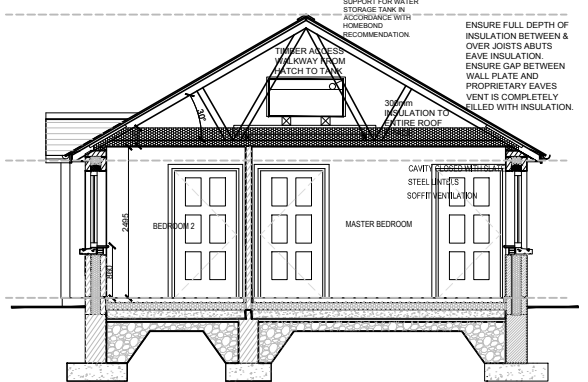 SUPPORT FOR WATER
STORAGE TANK IN
ACCORDANCE WITH
HOMEBOND
RECOMMENDATION.
ENSURE FULL DEPTH OF
INSULATION BETWEEN &
OVER JOISTS ABUTS
EAVE INSULATION.
ENSURE GAP BETWEEN
WALL PLATE AND
PROPRIETARY EAVES
VENT IS COMPLETELY
FILLED WITH INSULATION.
TIMBER ACCESS
WALKWAY FROM
HATCH TO TANK
30°
300mm
INSULATION TO
ENTIRE ROOF
CAVITY CLOSED WITH SLATE
STEEL LINTELS
SOFFIT VENTILATION
2495
BEDROOM 2
MASTER BEDROOM
860